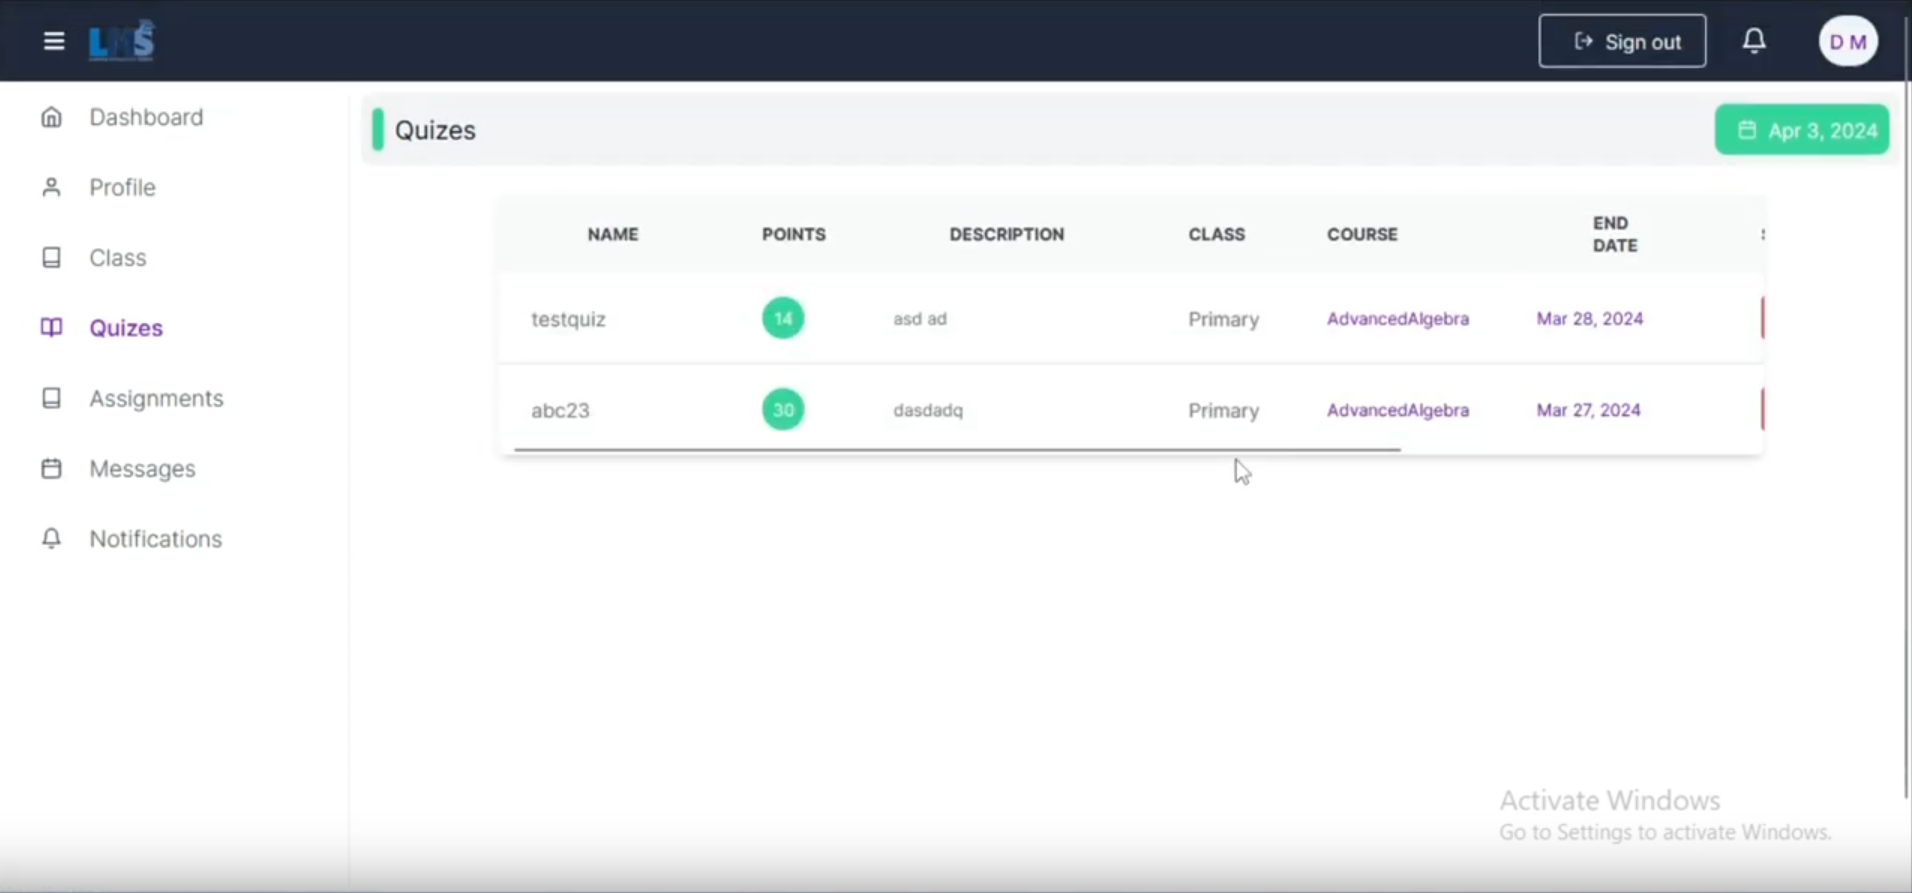 LMS
Sign out
D M
Dashboard
Profile
Class
Quizes
Assignments
Messages
Notifications
Quizes
Apr 3, 2024
NAME POINTS DESCRIPTION CLASS COURSE END DATE
testquiz 14 asd ad Primary AdvancedAlgebra Mar 28, 2024
abc23 30 dasdadq Primary AdvancedAlgebra Mar 27, 2024
Activate Windows
Go to Settings to activate Windows.